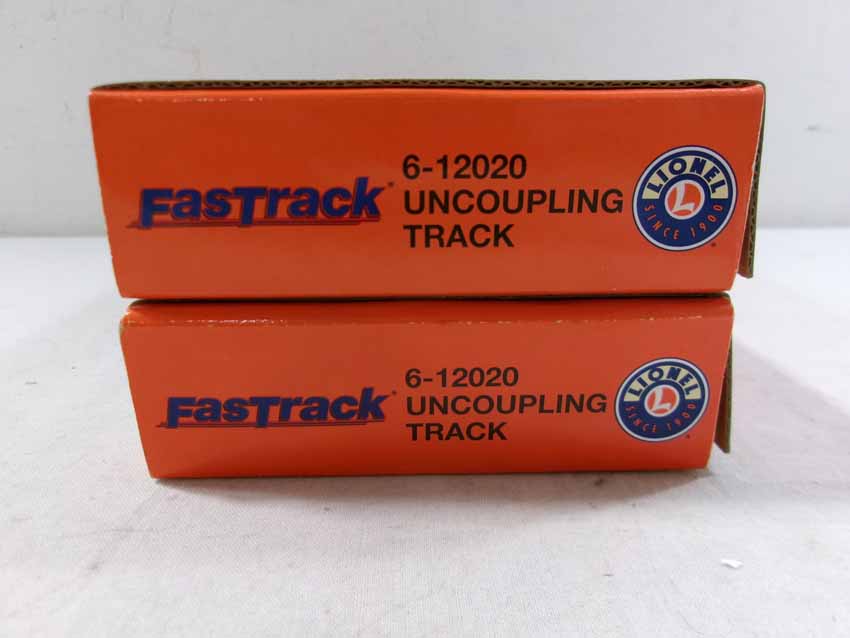 FasTrack®
6-12020
UNCOUPLING
TRACK
LIONEL
L
SINCE 1900
FasTrack®
6-12020
UNCOUPLING
TRACK
LIONEL
L
SINCE 1900